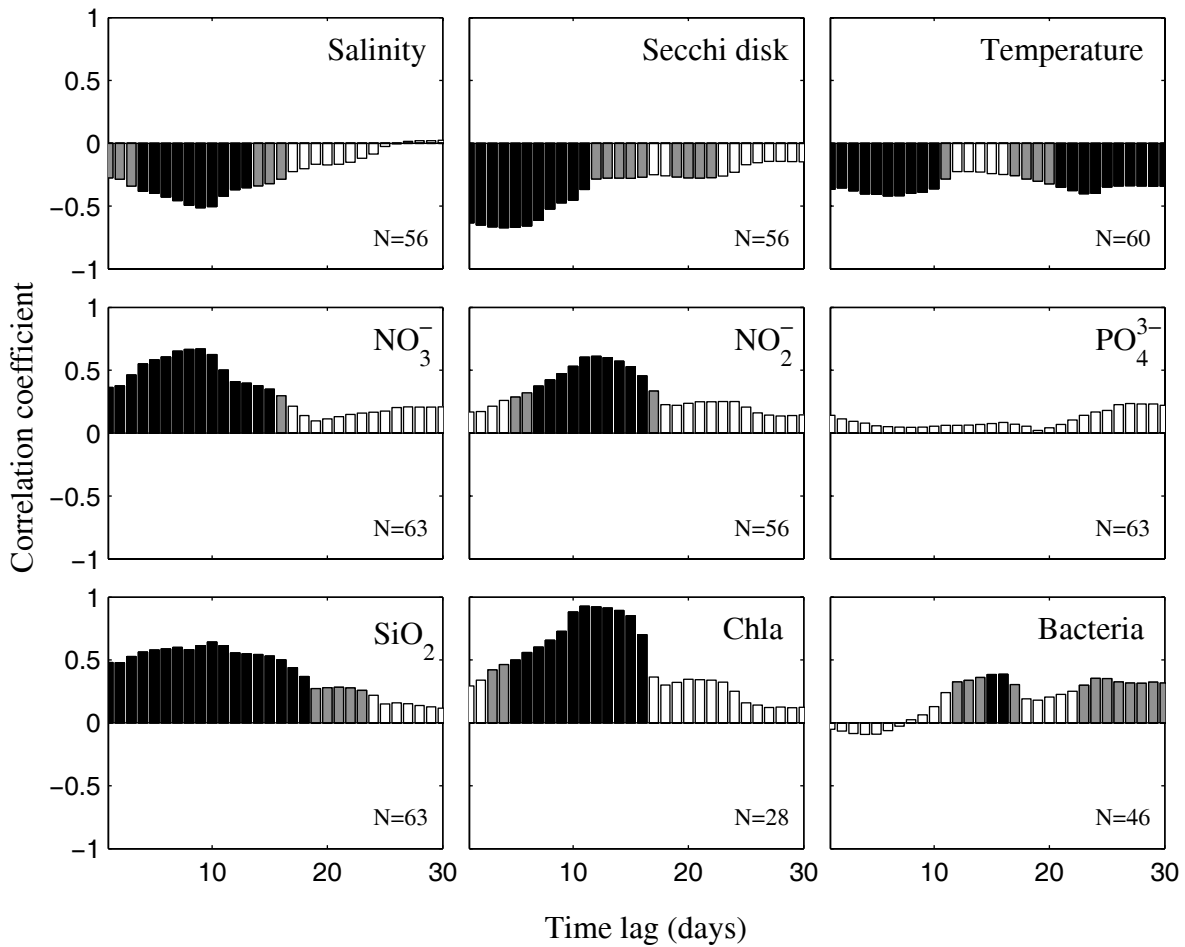 1
0.5
0
−0.5
−1
Salinity
N=56
Secchi disk
N=56
Temperature
N=60
Correlation coefficient
1
0.5
0
−0.5
−1
NO₃⁻
N=63
NO₂⁻
N=56
PO₄³⁻
N=63
1
0.5
0
−0.5
−1
SiO₂
N=63
Chla
N=28
Bacteria
N=46
10 20 30
10 20 30
10 20 30
Time lag (days)